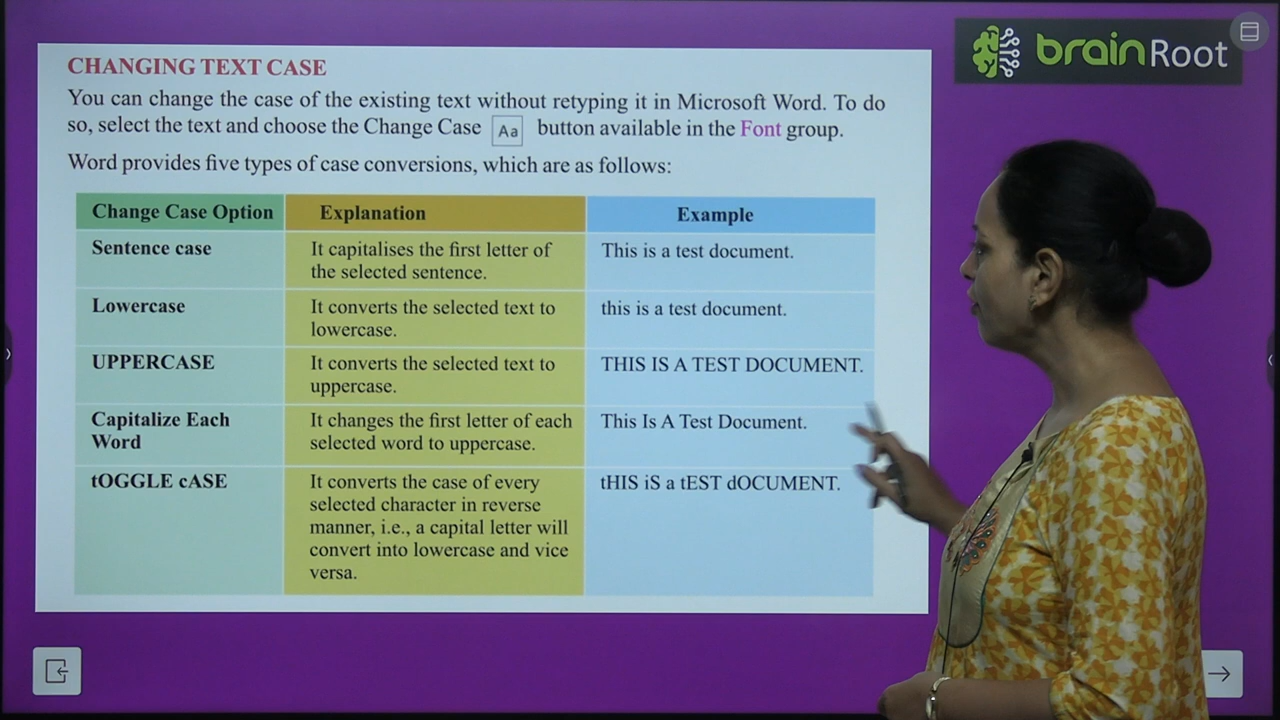 brainRoot
CHANGING TEXT CASE
You can change the case of the existing text without retyping it in Microsoft Word. To do
so, select the text and choose the Change Case Aa button available in the Font group.
Word provides five types of case conversions, which are as follows:
Change Case Option Explanation Example
Sentence case It capitalises the first letter of This is a test document.
the selected sentence.
Lowercase It converts the selected text to this is a test document.
lowercase.
UPPERCASE It converts the selected text to THIS IS A TEST DOCUMENT.
uppercase.
Capitalize Each It changes the first letter of each This Is A Test Document.
Word selected word to uppercase.
tOGGLE cASE It converts the case of every tHIS iS a tEST dOCUMENT.
selected character in reverse
manner, i.e., a capital letter will
convert into lowercase and vice
versa.